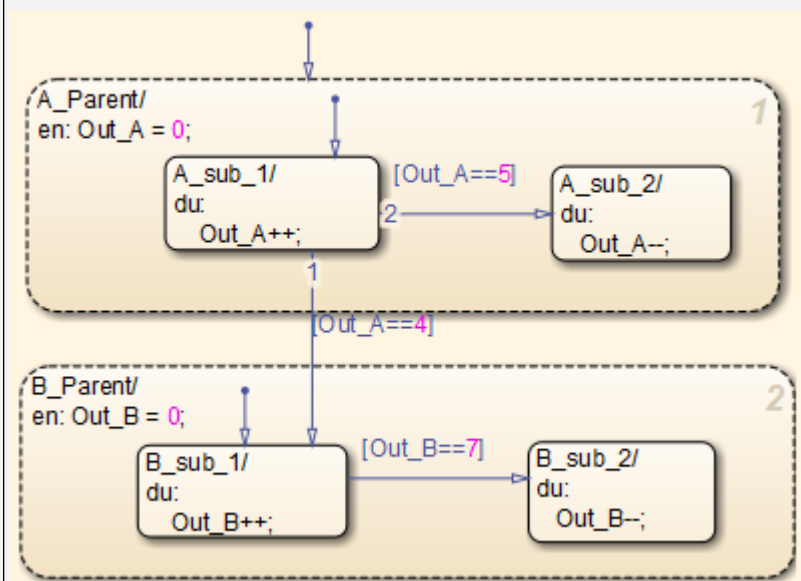 A_Parent/
en: Out_A = 0;
1
A_sub_1/
du:
Out_A++;
[Out_A==5]
2
A_sub_2/
du:
Out_A--;
1
[Out_A==4]
B_Parent/
en: Out_B = 0;
2
B_sub_1/
du:
Out_B++;
[Out_B==7]
B_sub_2/
du:
Out_B--;